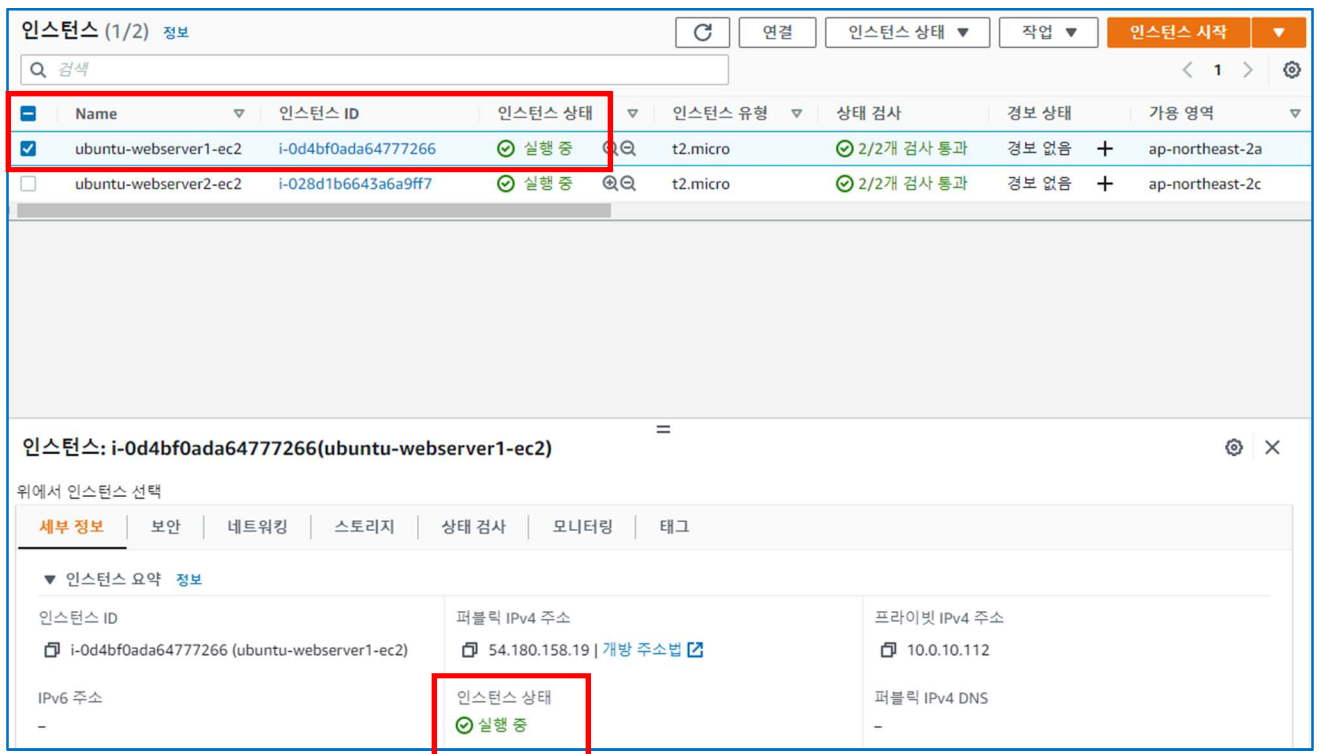 인스턴스 (1/2) 정보 연결 인스턴스 상태 ▼ 작업 ▼ 인스턴스 시작 ▼
검색 < 1 >
Name 인스턴스 ID 인스턴스 상태 인스턴스 유형 상태 검사 경보 상태 가용 영역
ubuntu-webserver1-ec2 i-0d4bf0ada64777266 실행 중 t2.micro 2/2개 검사 통과 경보 없음 + ap-northeast-2a
ubuntu-webserver2-ec2 i-028d1b6643a6a9ff7 실행 중 t2.micro 2/2개 검사 통과 경보 없음 + ap-northeast-2c
인스턴스: i-0d4bf0ada64777266(ubuntu-webserver1-ec2)
위에서 인스턴스 선택
세부 정보 보안 네트워킹 스토리지 상태 검사 모니터링 태그
▼ 인스턴스 요약 정보
인스턴스 ID 퍼블릭 IPv4 주소 프라이빗 IPv4 주소
i-0d4bf0ada64777266 (ubuntu-webserver1-ec2) 54.180.158.19 | 개방 주소법 10.0.10.112
IPv6 주소 인스턴스 상태 퍼블릭 IPv4 DNS
– 실행 중 –